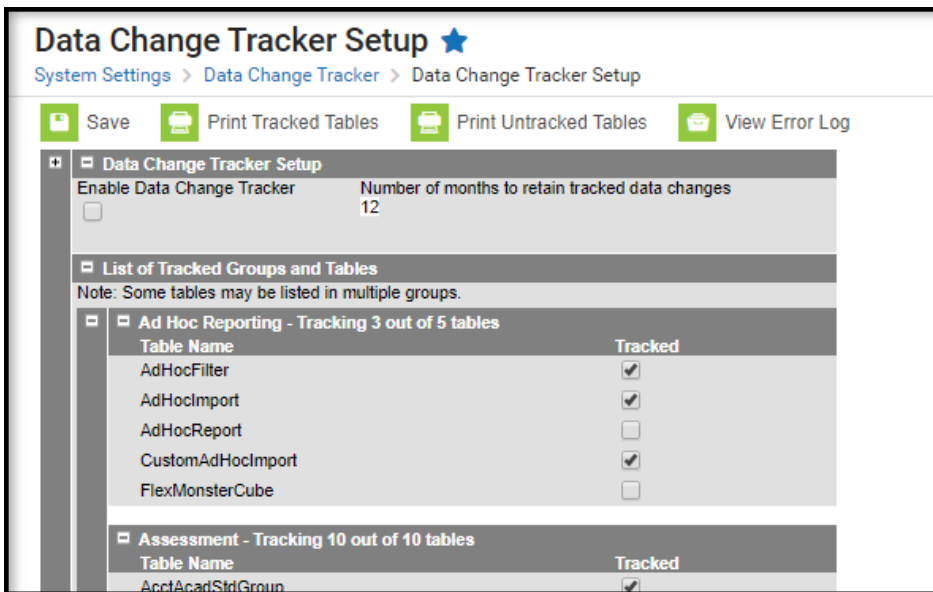 Data Change Tracker Setup
System Settings > Data Change Tracker > Data Change Tracker Setup
Save Print Tracked Tables Print Untracked Tables View Error Log
Data Change Tracker Setup
Enable Data Change Tracker Number of months to retain tracked data changes
12
List of Tracked Groups and Tables
Note: Some tables may be listed in multiple groups.
Ad Hoc Reporting - Tracking 3 out of 5 tables
Table Name Tracked
AdHocFilter
AdHocImport
AdHocReport
CustomAdHocImport
FlexMonsterCube
Assessment - Tracking 10 out of 10 tables
Table Name Tracked
AcctAcadStdGroup